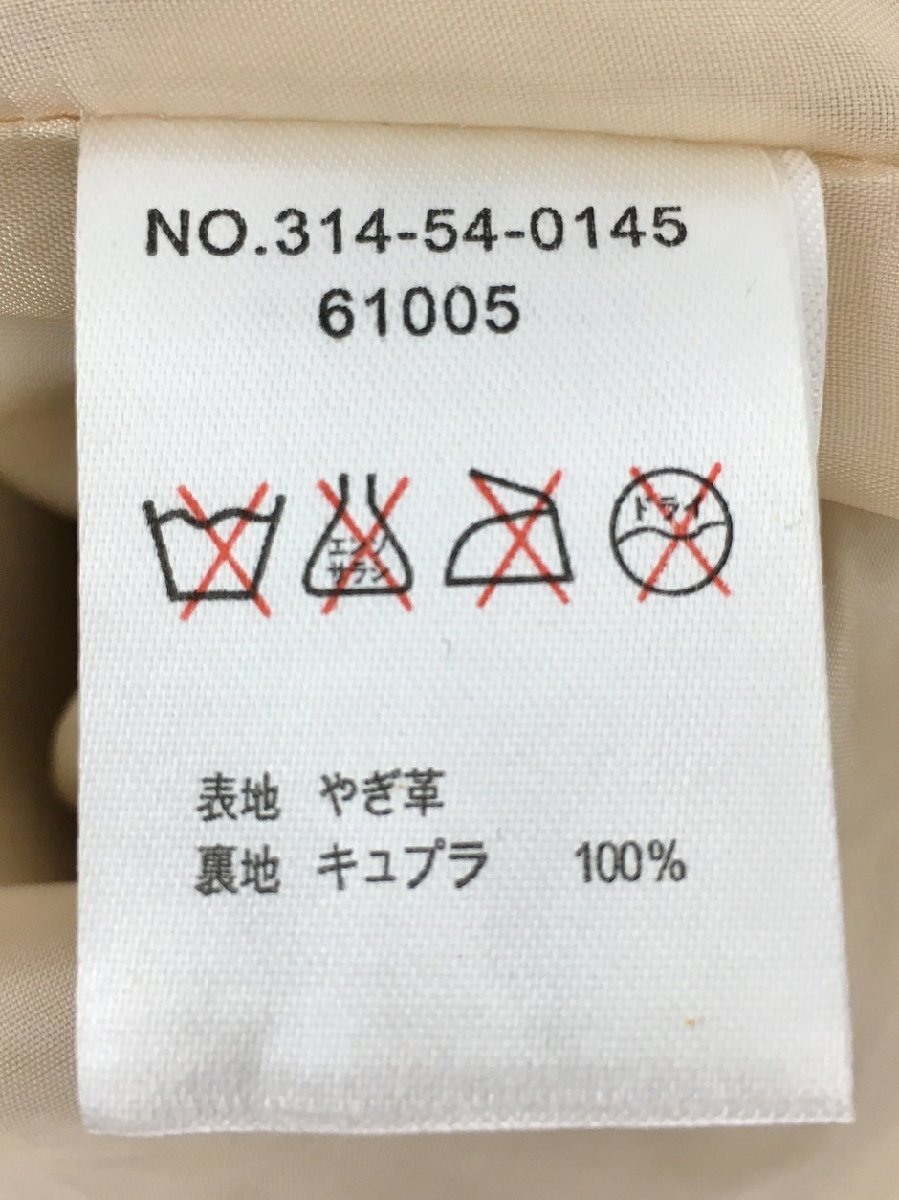 NO.314-54-0145
61005
エンソ
サラシ
ドライ
表地 やぎ革
裏地 キュプラ 100%